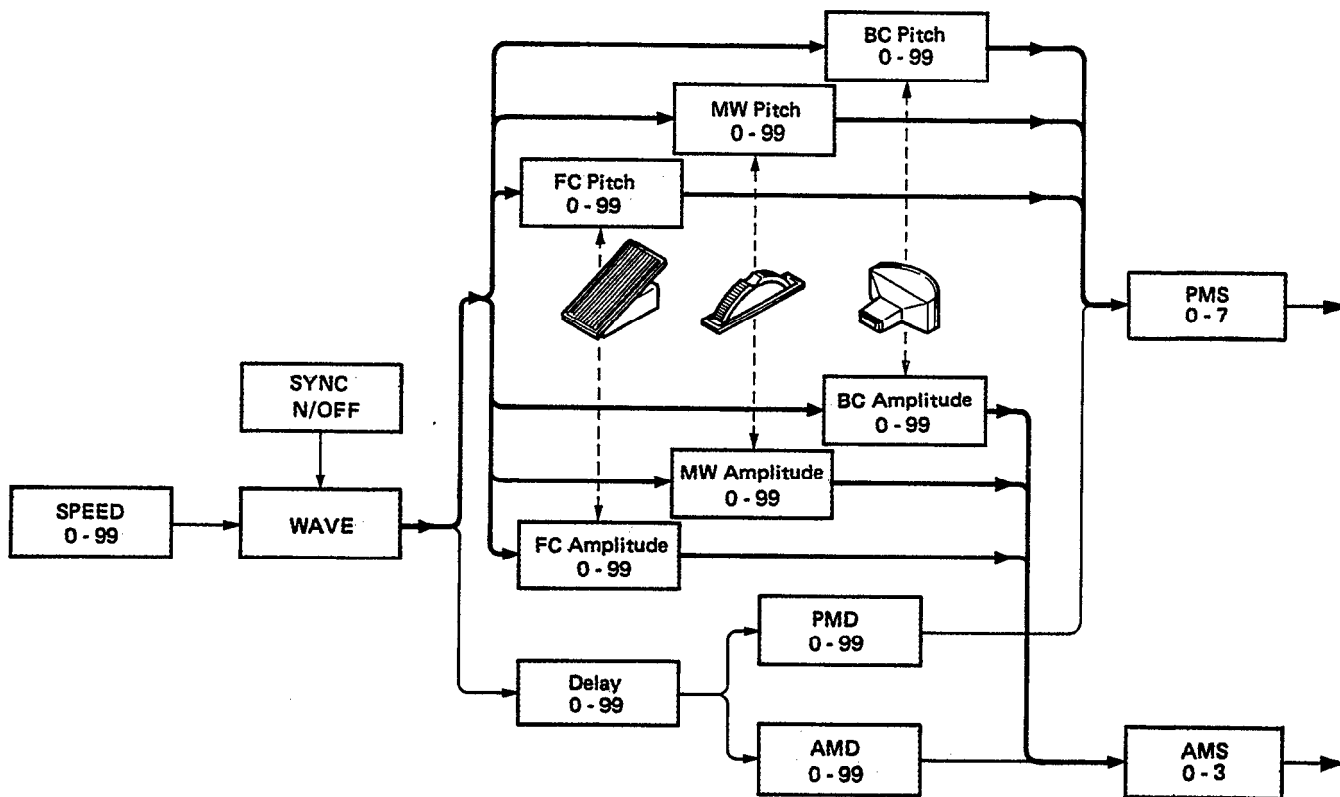 BC Pitch
0 - 99
MW Pitch
0 - 99
FC Pitch
0 - 99
PMS
0 - 7
SYNC
N/OFF
BC Amplitude
0 - 99
MW Amplitude
0 - 99
SPEED
0 - 99
WAVE
FC Amplitude
0 - 99
PMD
0 - 99
Delay
0 - 99
AMD
0 - 99
AMS
0 - 3